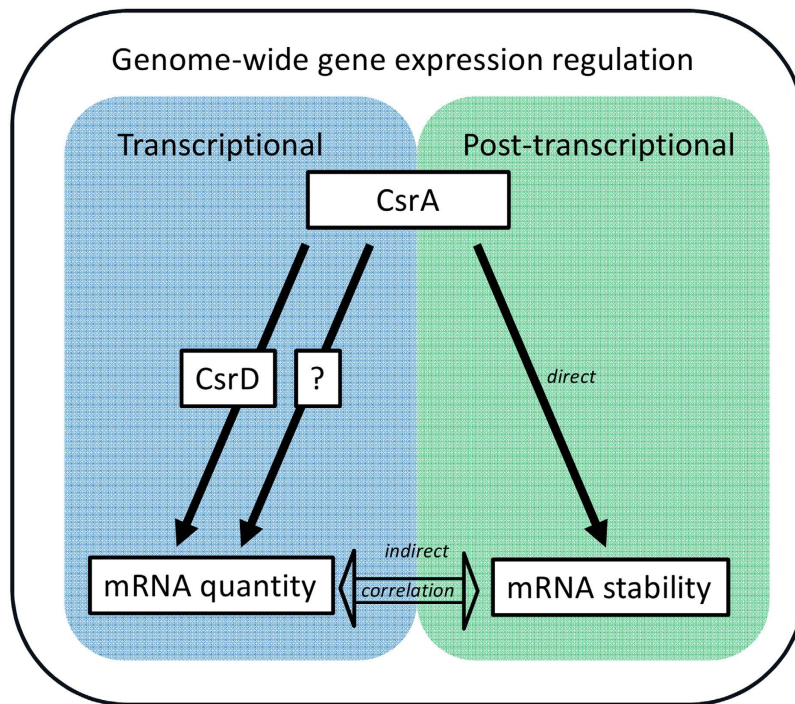 Genome-wide gene expression regulation
Transcriptional
Post-transcriptional
CsrA
CsrD
?
direct
indirect
mRNA quantity
correlation
mRNA stability